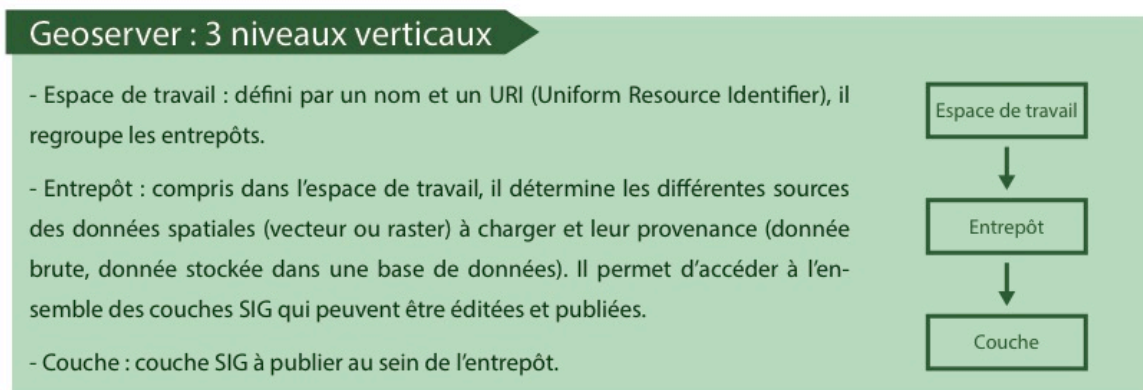 Geoserver : 3 niveaux verticaux
- Espace de travail : défini par un nom et un URI (Uniform Resource Identifier), il
regroupe les entrepôts.
- Entrepôt : compris dans l'espace de travail, il détermine les différentes sources
des données spatiales (vecteur ou raster) à charger et leur provenance (donnée
brute, donnée stockée dans une base de données). Il permet d'accéder à l'en-
semble des couches SIG qui peuvent être éditées et publiées.
- Couche : couche SIG à publier au sein de l'entrepôt.
Espace de travail
Entrepôt
Couche